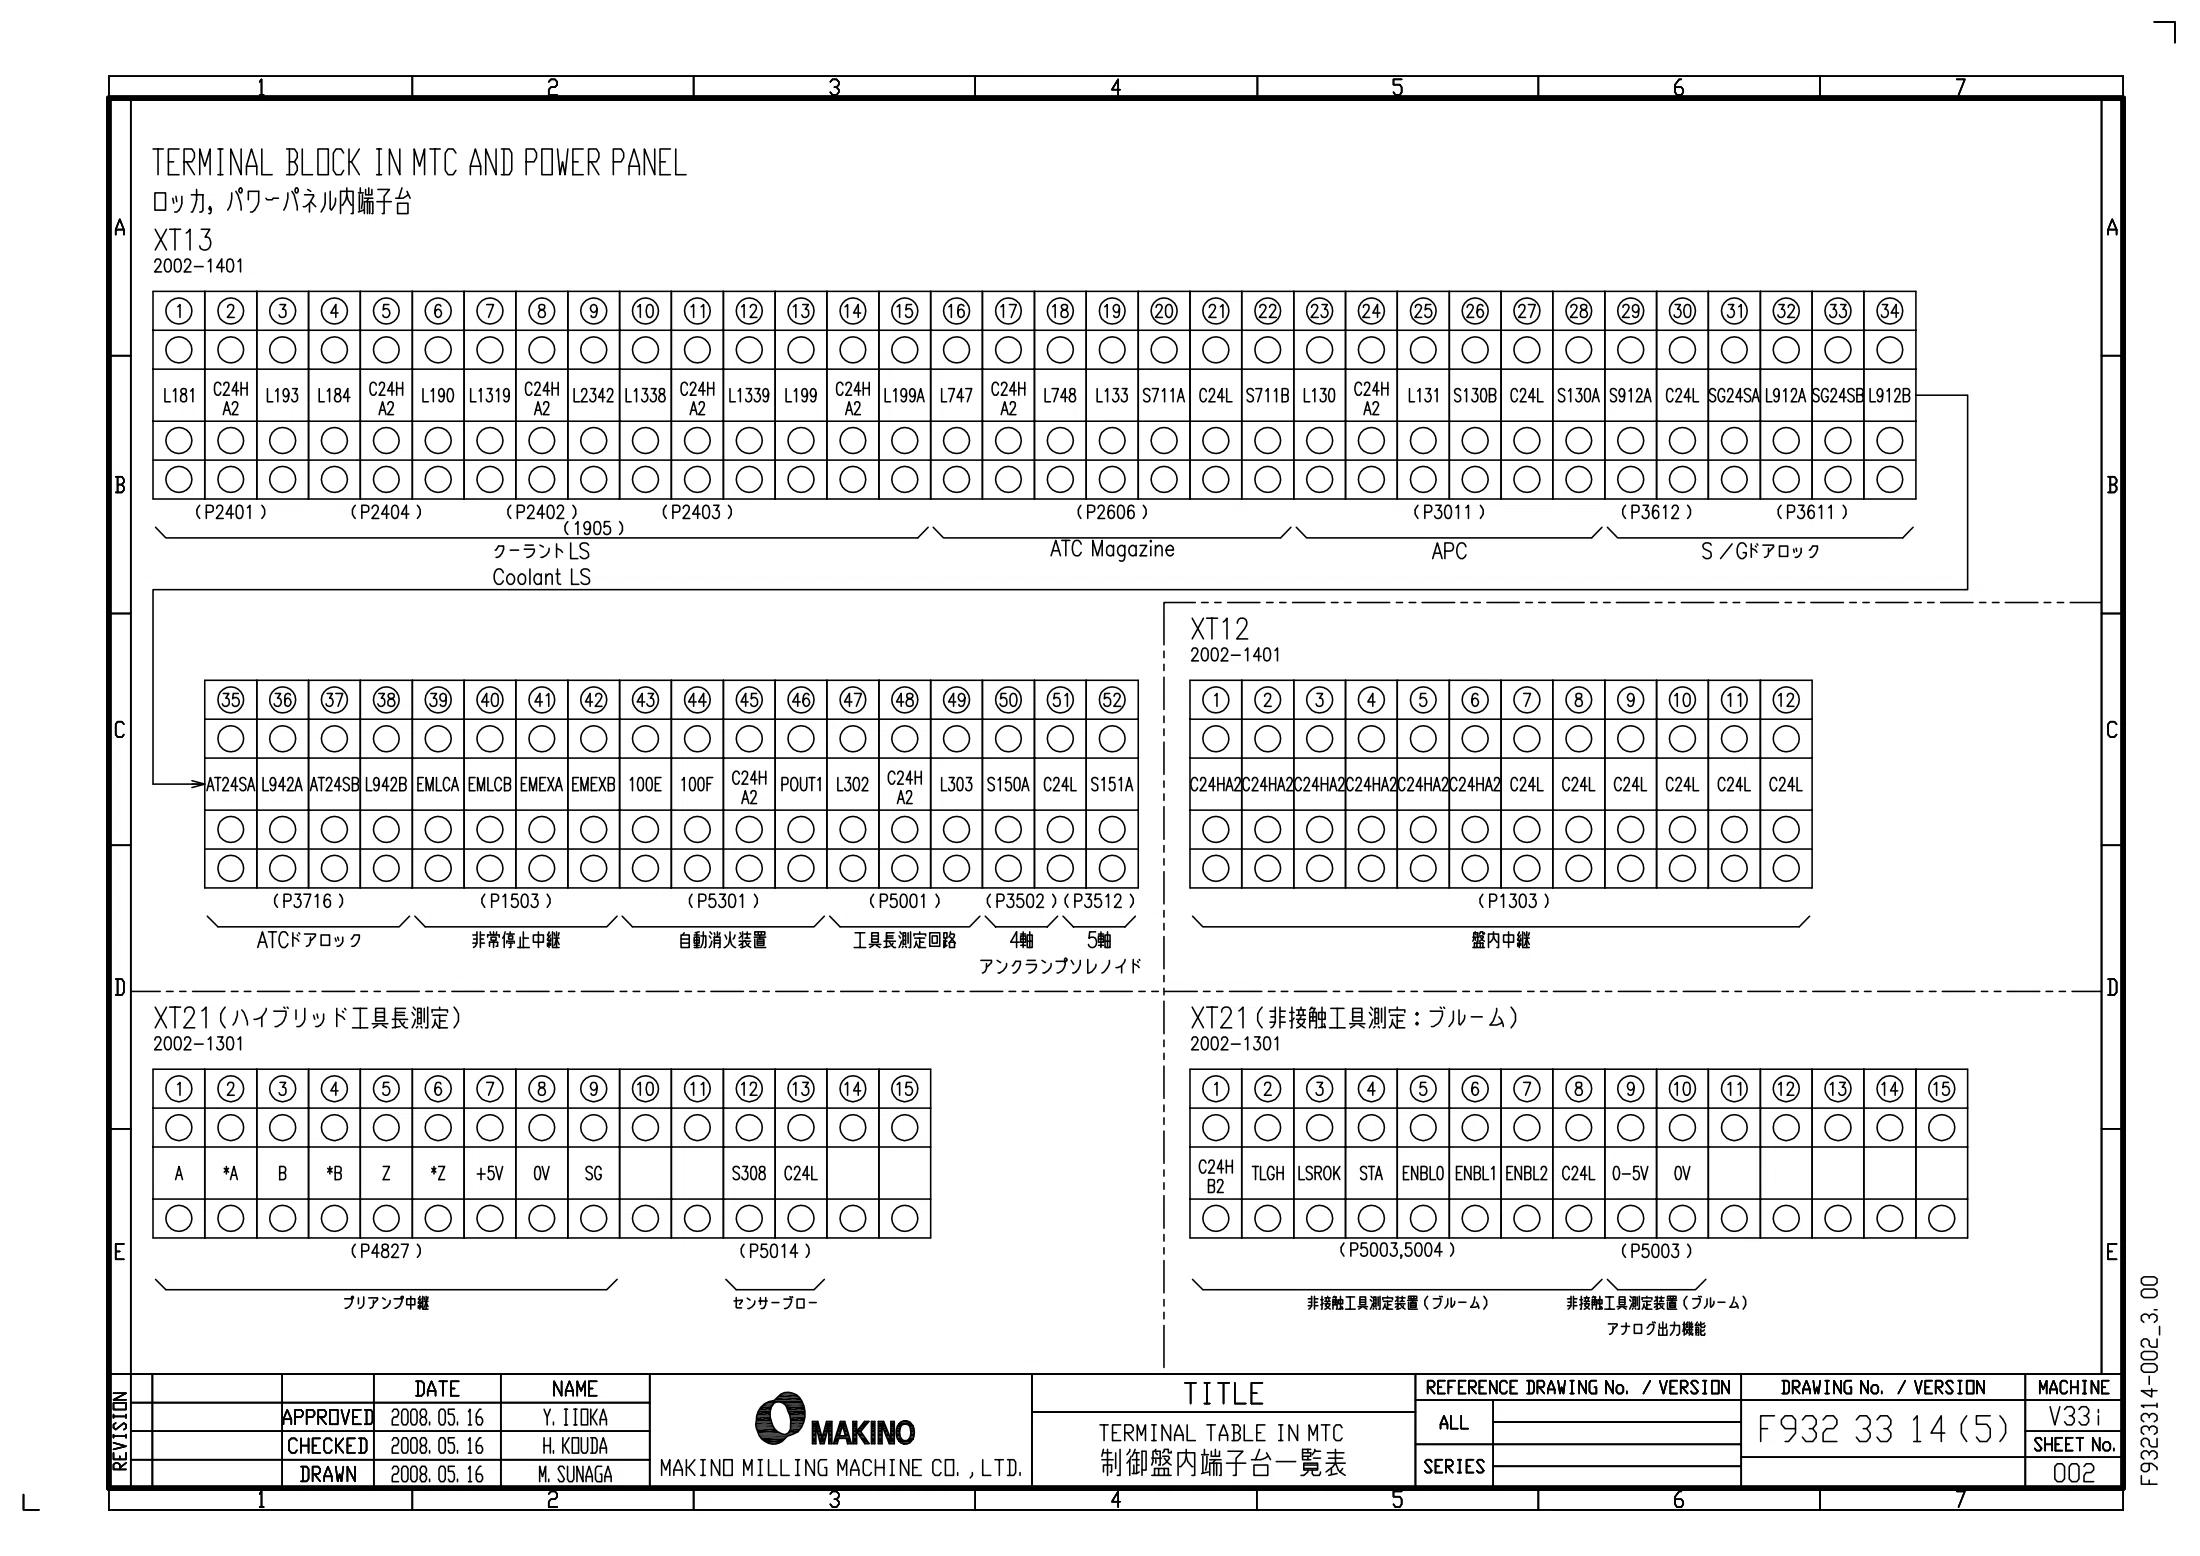 1 2 3 4 5 6 7
TERMINAL BLOCK IN MTC AND POWER PANEL
ロッカ, パワーパネル内端子台
A A
XT13
2002-1401
① ② ③ ④ ⑤ ⑥ ⑦ ⑧ ⑨ ⑩ ⑪ ⑫ ⑬ ⑭ ⑮ ⑯ ⑰ ⑱ ⑲ ⑳ ㉑ ㉒ ㉓ ㉔ ㉕ ㉖ ㉗ ㉘ ㉙ ㉚ ㉛ ㉜ ㉝ ㉞
L181 C24HA2 L193 L184 C24HA2 L190 L1319 C24HA2 L2342 L1338 C24HA2 L1339 L199 C24HA2 L199A L747 C24HA2 L748 L133 S711A C24L S711B L130 C24HA2 L131 S130B C24L S130A S912A C24L SG24SA L912A SG24SB L912B
B B
(P2401) (P2404) (P2402) (P2403) (P2606) (P3011) (P3612) (P3611)
(1905)
クーラントLS ATC Magazine APC S/Gドアロック
Coolant LS
XT12
2002-1401
㉟ ㊱ ㊲ ㊳ ㊴ ㊵ ㊶ ㊷ ㊸ ㊹ ㊺ ㊻ ㊼ ㊽ ㊾ ㊿ 51 52 ① ② ③ ④ ⑤ ⑥ ⑦ ⑧ ⑨ ⑩ ⑪ ⑫
C C
AT24SA L942A AT24SB L942B EMLCA EMLCB EMEXA EMEXB 100E 100F C24HA2 POUT1 L302 C24HA2 L303 S150A C24L S151A C24HA2 C24HA2 C24HA2 C24HA2 C24HA2 C24HA2 C24L C24L C24L C24L C24L C24L
(P3716) (P1503) (P5301) (P5001) (P3502) (P3512) (P1303)
ATCドアロック 非常停止中継 自動消火装置 工具長測定回路 4軸 5軸 盤内中継
アンクランプソレノイド
D D
XT21(ハイブリッド工具長測定) XT21(非接触工具測定:ブルーム)
2002-1301 2002-1301
① ② ③ ④ ⑤ ⑥ ⑦ ⑧ ⑨ ⑩ ⑪ ⑫ ⑬ ⑭ ⑮ ① ② ③ ④ ⑤ ⑥ ⑦ ⑧ ⑨ ⑩ ⑪ ⑫ ⑬ ⑭ ⑮
A *A B *B Z *Z +5V 0V SG S308 C24L C24HB2 TLGH LSROK STA ENBL0 ENBL1 ENBL2 C24L 0-5V 0V
E E
(P4827) (P5014) (P5003,5004) (P5003)
プリアンプ中継 センサーブロー 非接触工具測定装置(ブルーム) 非接触工具測定装置(ブルーム)
アナログ出力機能
REVISION
DATE NAME
APPROVED 2008.05.16 Y. IIOKA
CHECKED 2008.05.16 H. KOUDA
DRAWN 2008.05.16 M. SUNAGA
MAKINO
MAKINO MILLING MACHINE CO.,LTD.
TITLE
TERMINAL TABLE IN MTC
制御盤内端子台一覧表
REFERENCE DRAWING No. / VERSION
ALL
SERIES
DRAWING No. / VERSION
F932 33 14(5)
MACHINE
V33i
SHEET No.
002
1 2 3 4 5 6 7
F9323314-002_3.00